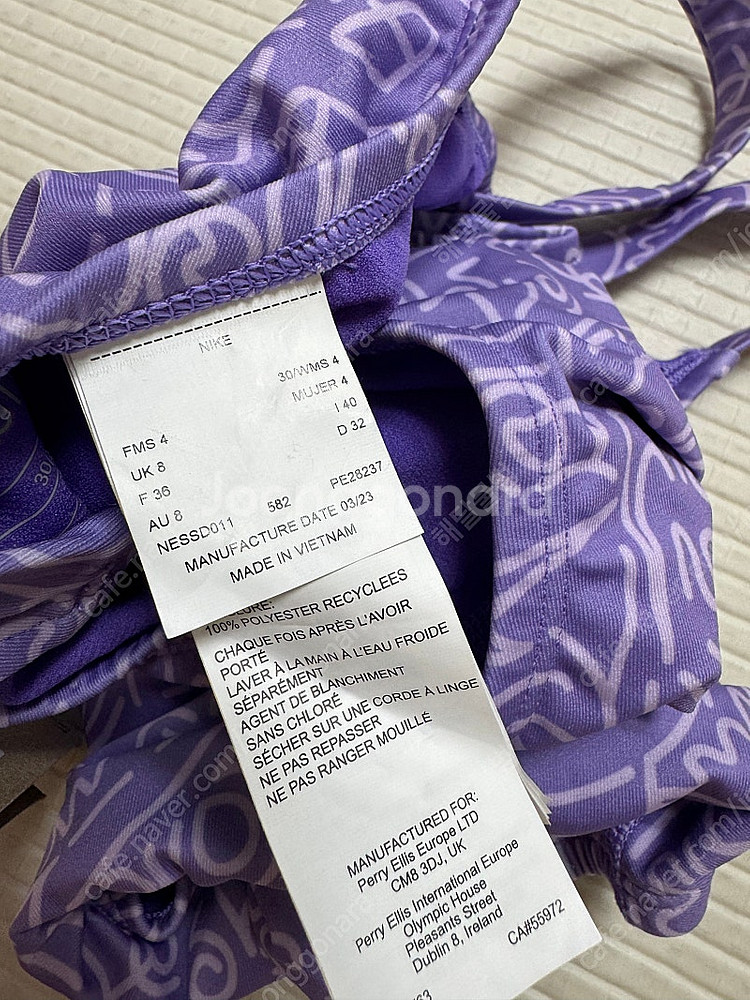 NIKE
30/WMS 4
MUJER 4
I 40
D 32
FMS 4
UK 8
F 36
AU 8
NESSD011 582 PE28237
MANUFACTURE DATE 03/23
MADE IN VIETNAM
100% POLYESTER RECYCLEES
CHAQUE FOIS APRÈS L'AVOIR
PORTÉ
LAVER À LA MAIN À L'EAU FROIDE
SÉPARÉMENT
AGENT DE BLANCHIMENT
SANS CHLORÉ
SÉCHER SUR UNE CORDE À LINGE
NE PAS REPASSER
NE PAS RANGER MOUILLÉ
MANUFACTURED FOR:
Perry Ellis Europe LTD
CM8 3DJ, UK
Perry Ellis International Europe
Olympic House
Pleasants Street
Dublin 8, Ireland
CA#55972
30
Joonggonara